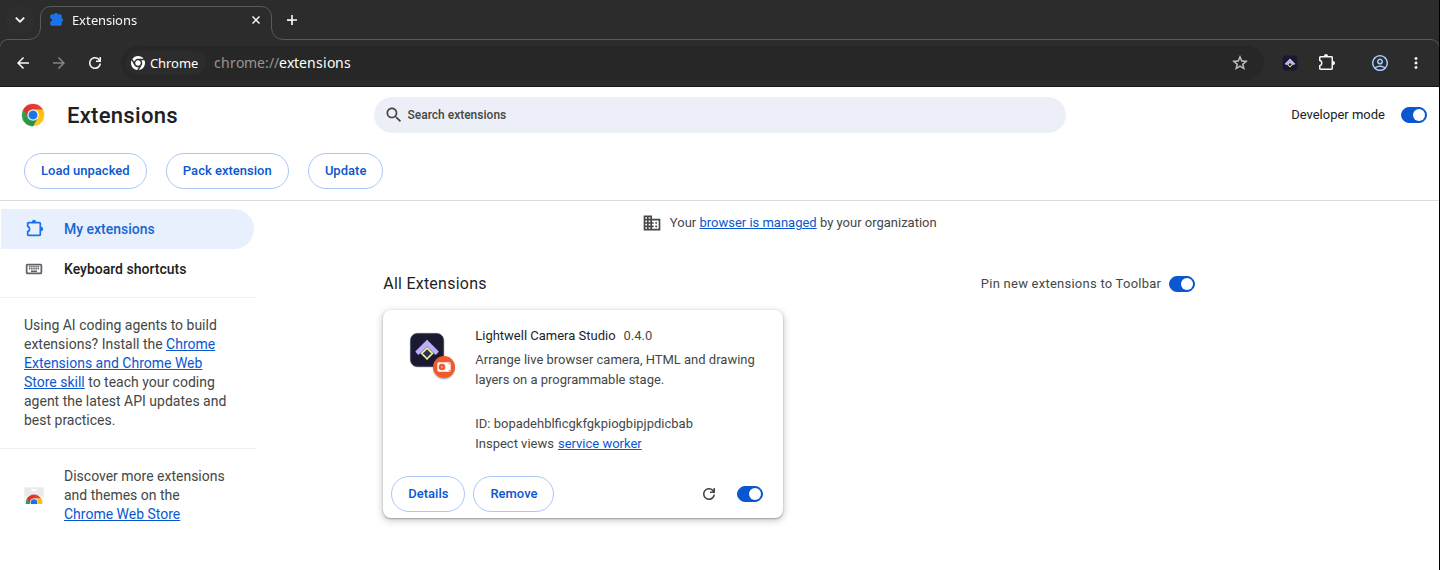 Extensions
Chrome
chrome://extensions
Extensions
Search extensions
Developer mode
Load unpacked
Pack extension
Update
My extensions
Keyboard shortcuts
Using AI coding agents to build
extensions? Install the Chrome
Extensions and Chrome Web
Store skill to teach your coding
agent the latest API updates and
best practices.
Discover more extensions
and themes on the
Chrome Web Store
Your browser is managed by your organization
All Extensions
Pin new extensions to Toolbar
Lightwell Camera Studio 0.4.0
Arrange live browser camera, HTML and drawing
layers on a programmable stage.
ID: bopadehblficgkfgkpiogbipjpdicbab
Inspect views service worker
Details
Remove